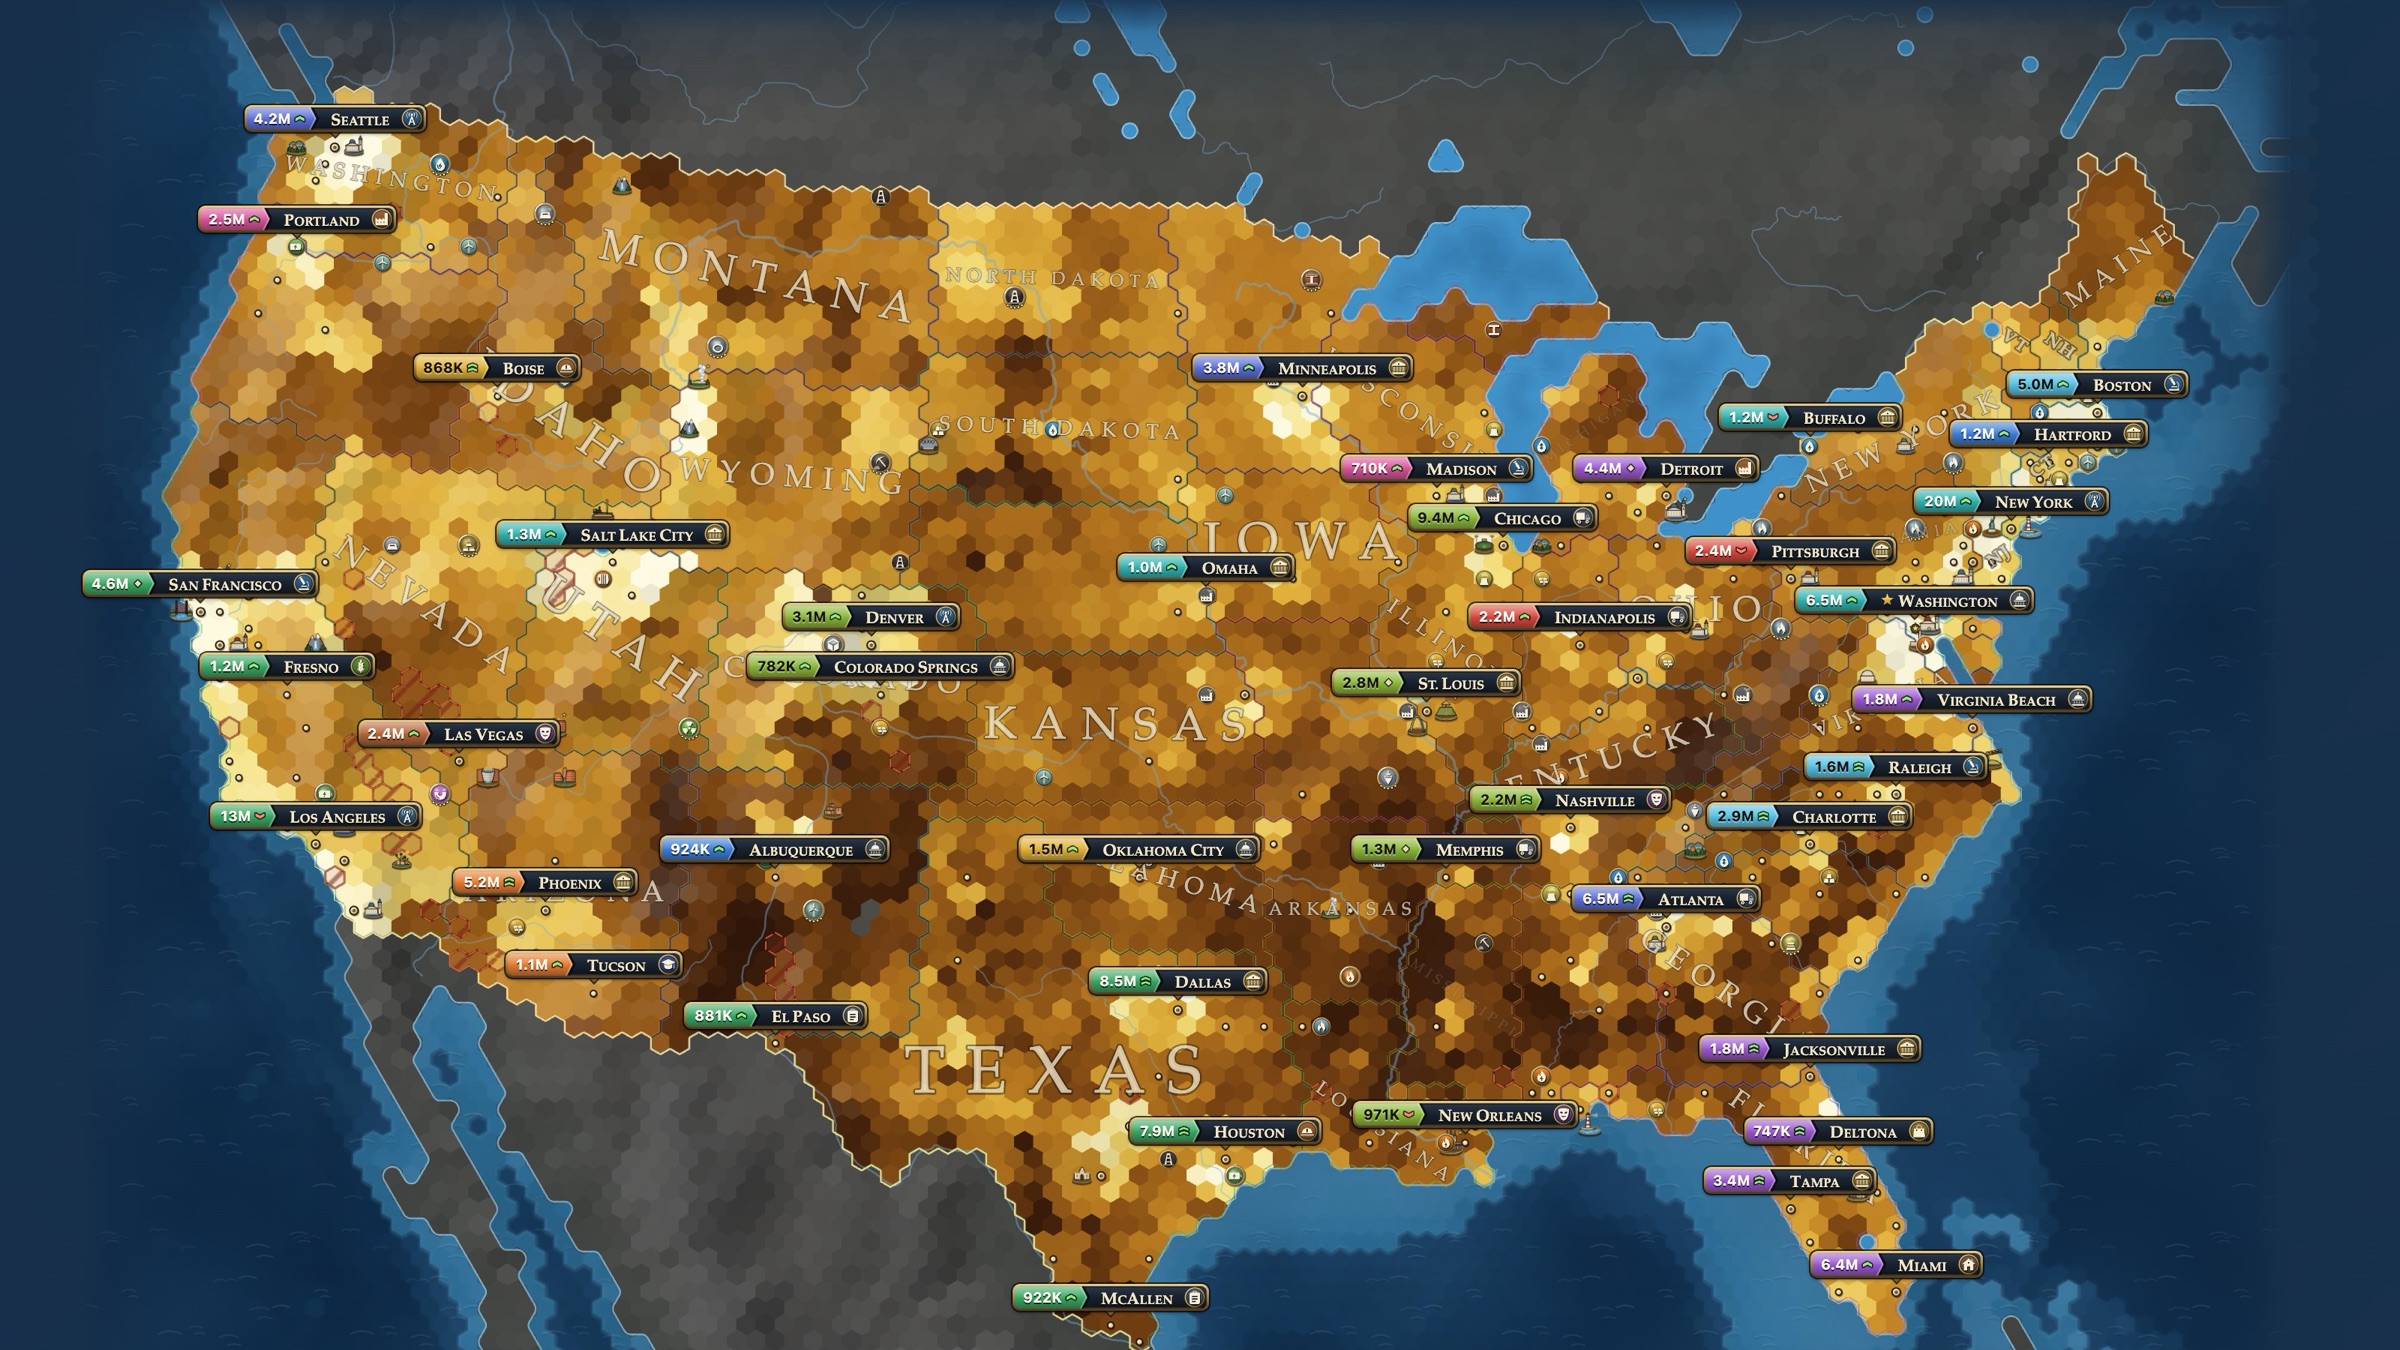 4.2M SEATTLE
WASHINGTON
2.5M PORTLAND
MONTANA
NORTH DAKOTA
MAINE
VT
NH
868K BOISE
IDAHO
3.8M MINNEAPOLIS
5.0M BOSTON
1.2M BUFFALO
NEW YORK
1.2M HARTFORD
CT
SOUTH DAKOTA
WYOMING
710K MADISON
4.4M DETROIT
20M NEW YORK
9.4M CHICAGO
1.3M SALT LAKE CITY
IOWA
2.4M PITTSBURGH
NJ
1.0M OMAHA
4.6M SAN FRANCISCO
NEVADA
UTAH
6.5M ★ WASHINGTON
3.1M DENVER
2.2M INDIANAPOLIS
OHIO
1.2M FRESNO
782K COLORADO SPRINGS
2.8M ST. LOUIS
1.8M VIRGINIA BEACH
KANSAS
2.4M LAS VEGAS
1.6M RALEIGH
2.2M NASHVILLE
13M LOS ANGELES
2.9M CHARLOTTE
924K ALBUQUERQUE
1.5M OKLAHOMA CITY
1.3M MEMPHIS
5.2M PHOENIX
6.5M ATLANTA
ARKANSAS
1.1M TUCSON
8.5M DALLAS
881K EL PASO
TEXAS
1.8M JACKSONVILLE
971K NEW ORLEANS
7.9M HOUSTON
747K DELTONA
3.4M TAMPA
6.4M MIAMI
922K MCALLEN